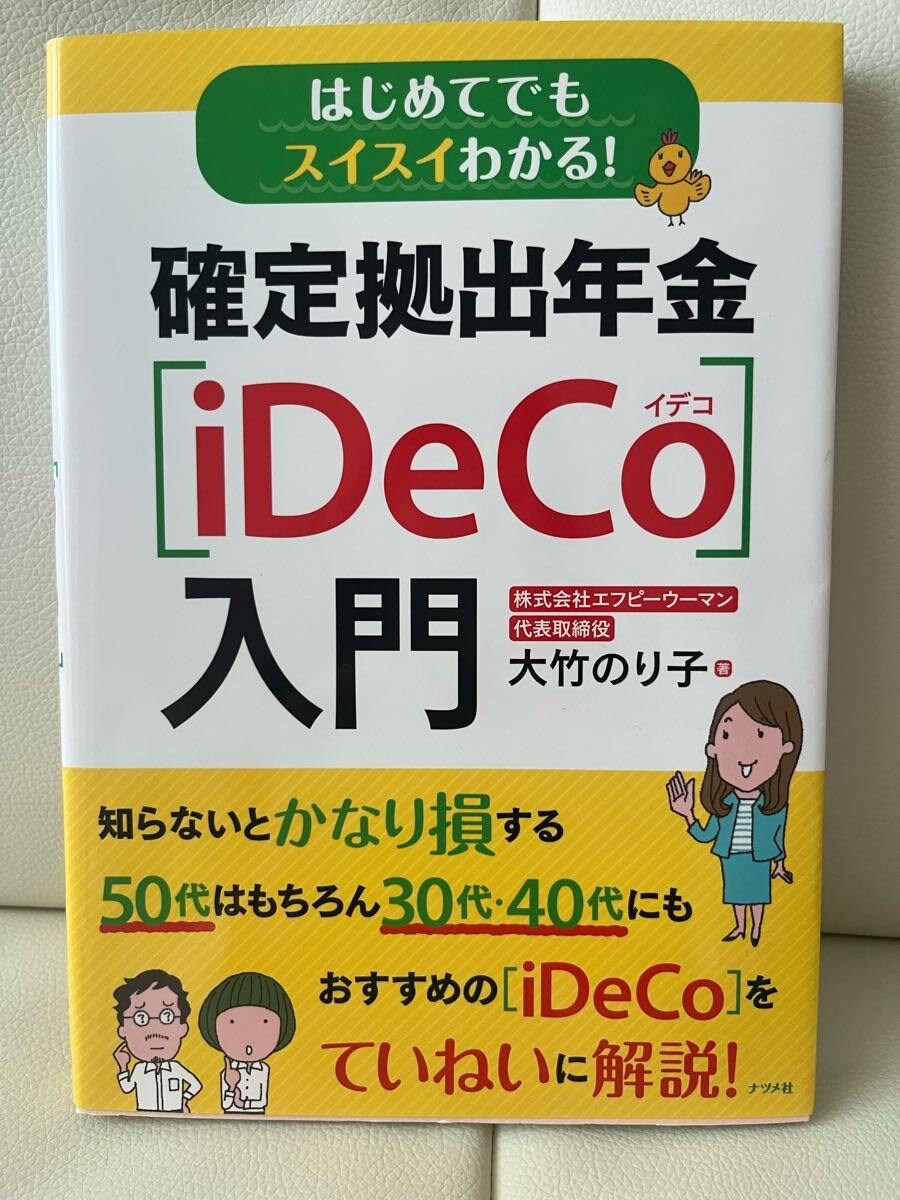 はじめてでも
スイスイわかる!
確定拠出年金
[iDeCo]
イデコ
入門
株式会社エフピーウーマン
代表取締役
大竹のり子 著
知らないとかなり損する
50代はもちろん30代・40代にも
おすすめの[iDeCo]を
ていねいに解説!
ナツメ社